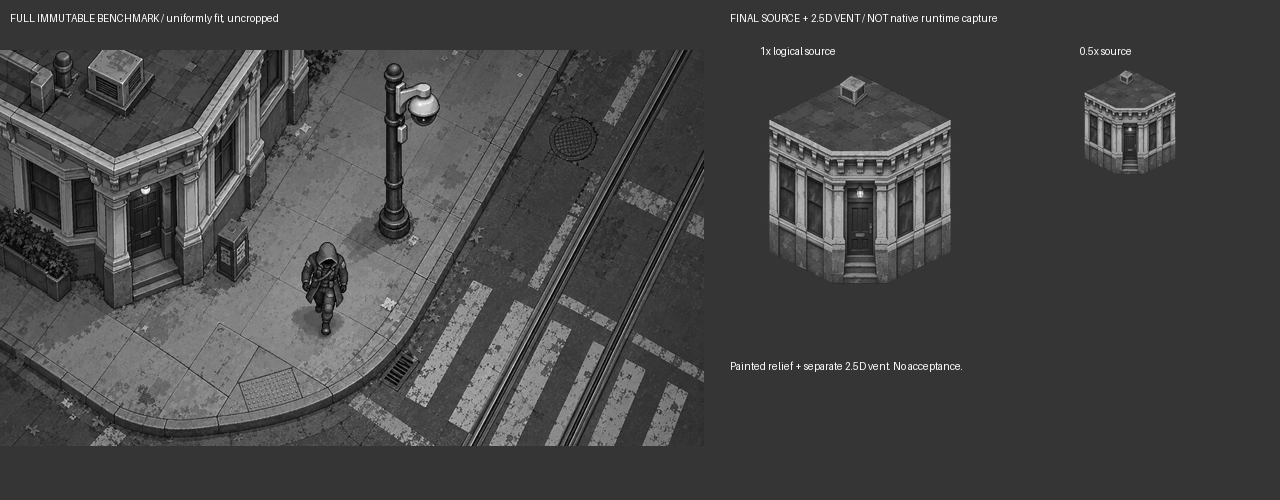 FULL IMMUTABLE BENCHMARK / uniformly fit, uncropped
FINAL SOURCE + 2.5D VENT / NOT native runtime capture
1x logical source
0.5x source
Painted relief + separate 2.5D vent. No acceptance.